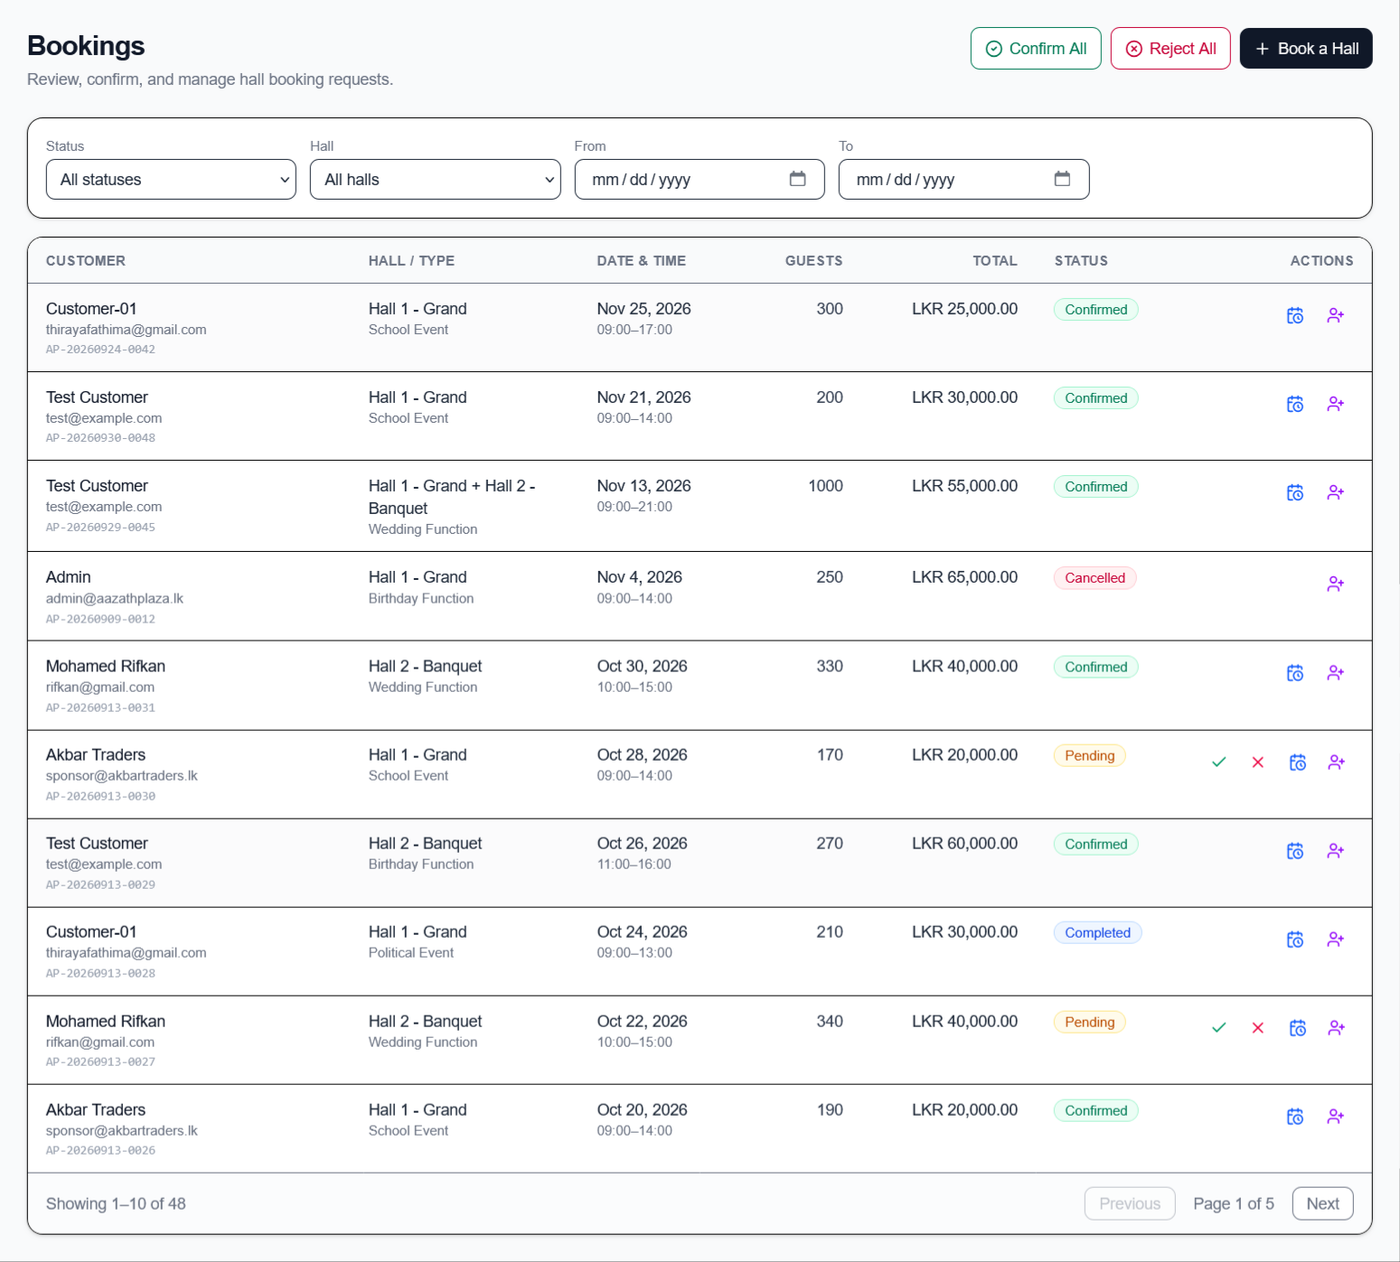 Bookings
Review, confirm, and manage hall booking requests.
Confirm All
Reject All
Book a Hall
Status
Hall
From
To
All statuses
All halls
mm/dd/yyyy
mm/dd/yyyy
CUSTOMER HALL / TYPE DATE & TIME GUESTS TOTAL STATUS ACTIONS
Customer-01 Hall 1 - Grand Nov 25, 2026 300 LKR 25,000.00 Confirmed
thirayafathima@gmail.com School Event 09:00–17:00
AP-20260924-0042
Test Customer Hall 1 - Grand Nov 21, 2026 200 LKR 30,000.00 Confirmed
test@example.com School Event 09:00–14:00
AP-20260930-0048
Test Customer Hall 1 - Grand + Hall 2 - Nov 13, 2026 1000 LKR 55,000.00 Confirmed
test@example.com Banquet 09:00–21:00
AP-20260929-0045 Wedding Function
Admin Hall 1 - Grand Nov 4, 2026 250 LKR 65,000.00 Cancelled
admin@aazathplaza.lk Birthday Function 09:00–14:00
AP-20260909-0012
Mohamed Rifkan Hall 2 - Banquet Oct 30, 2026 330 LKR 40,000.00 Confirmed
rifkan@gmail.com Wedding Function 10:00–15:00
AP-20260913-0031
Akbar Traders Hall 1 - Grand Oct 28, 2026 170 LKR 20,000.00 Pending
sponsor@akbartraders.lk School Event 09:00–14:00
AP-20260913-0030
Test Customer Hall 2 - Banquet Oct 26, 2026 270 LKR 60,000.00 Confirmed
test@example.com Birthday Function 11:00–16:00
AP-20260913-0029
Customer-01 Hall 1 - Grand Oct 24, 2026 210 LKR 30,000.00 Completed
thirayafathima@gmail.com Political Event 09:00–13:00
AP-20260913-0028
Mohamed Rifkan Hall 2 - Banquet Oct 22, 2026 340 LKR 40,000.00 Pending
rifkan@gmail.com Wedding Function 10:00–15:00
AP-20260913-0027
Akbar Traders Hall 1 - Grand Oct 20, 2026 190 LKR 20,000.00 Confirmed
sponsor@akbartraders.lk School Event 09:00–14:00
AP-20260913-0026
Showing 1–10 of 48 Previous Page 1 of 5 Next